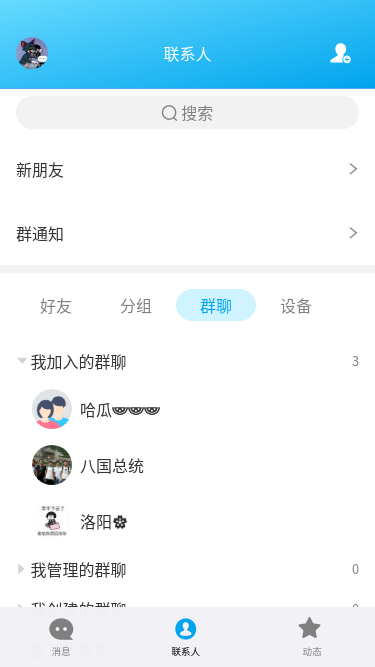 联系人
搜索
新朋友
群通知
好友 分组 群聊 设备
我加入的群聊 3
哈瓜🍉🍉🍉
八国总统
洛阳🌸
我管理的群聊 0
我创建的群聊 0
消息 联系人 动态